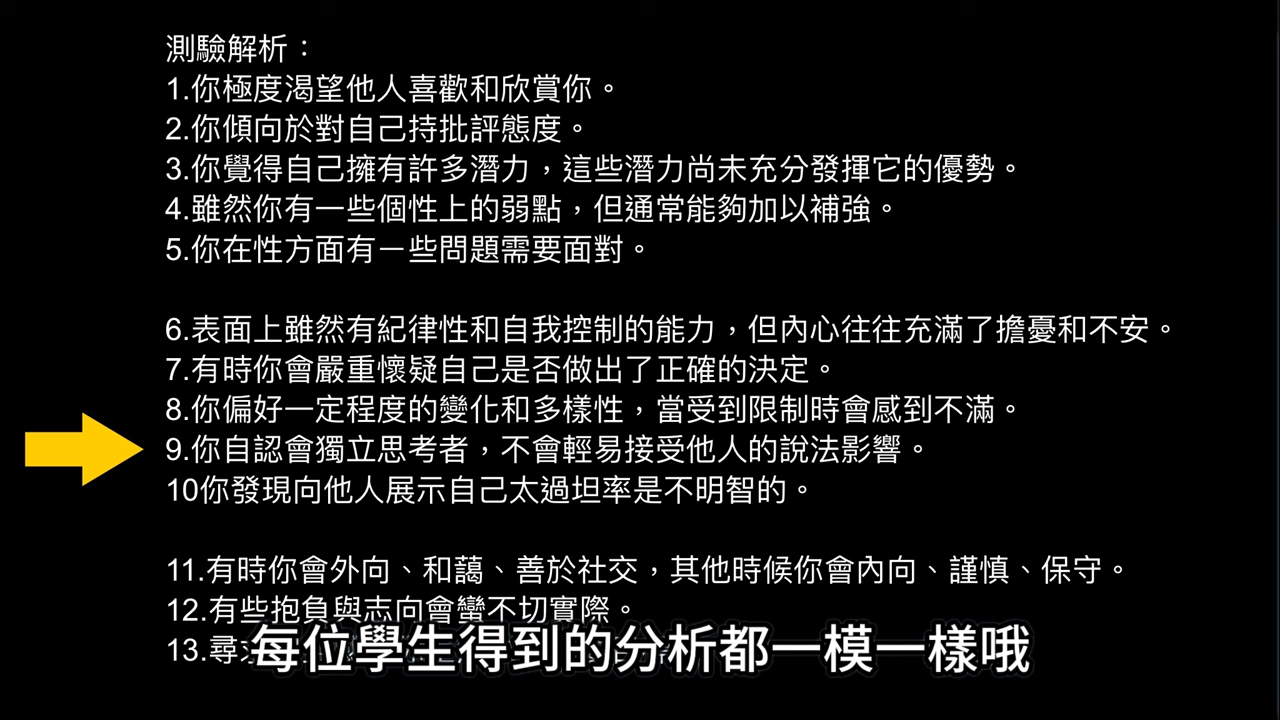 測驗解析：
1.你極度渴望他人喜歡和欣賞你。
2.你傾向於對自己持批評態度。
3.你覺得自己擁有許多潛力，這些潛力尚未充分發揮它的優勢。
4.雖然你有一些個性上的弱點，但通常能夠加以補強。
5.你在性方面有一些問題需要面對。
6.表面上雖然有紀律性和自我控制的能力，但內心往往充滿了擔憂和不安。
7.有時你會嚴重懷疑自己是否做出了正確的決定。
8.你偏好一定程度的變化和多樣性，當受到限制時會感到不滿。
9.你自認會獨立思考者，不會輕易接受他人的說法影響。
10你發現向他人展示自己太過坦率是不明智的。
11.有時你會外向、和藹、善於社交，其他時候你會內向、謹慎、保守。
12.有些抱負與志向會蠻不切實際。
13.尋
每位學生得到的分析都一模一樣哦